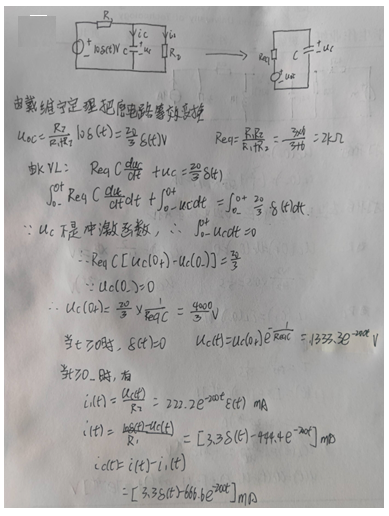 R₁ iC i₁
+ 10δ(t)V C + uC R₂ Req C + uC
- - uoc
由戴维宁定理把原电路等效变换
uoc = R₂/(R₁+R₂) 10δ(t) = 20/3 δ(t)V Req = R₁R₂/(R₁+R₂) = 3×6/(3+6) = 2kΩ
由KVL: Req C duc/dt + uc = 20/3 δ(t)
∫₀₋⁰⁺ Req C duc/dt dt + ∫₀₋⁰⁺ ucdt = ∫₀₋⁰⁺ 20/3 δ(t)dt
∵ uc 不是冲激函数, ∴ ∫₀₋⁰⁺ ucdt = 0
∴ Req C [uc(0+) - uc(0-)] = 20/3
∵ uc(0-) = 0
∴ uc(0+) = 20/3 × 1/(Req C) = 4000/3 V
当t≥0时, δ(t)=0 uc(t) = uc(0+) e^(-1/(Req C)) = 1333.3e^(-200t) V
当t≥0-时, 有
i₁(t) = uc(t)/R₂ = 222.2e^(-200t) ε(t) mA
i(t) = (10δ(t) - uc(t))/R₁ = [3.3δ(t) - 444.4e^(-200t)] mA
ic(t) = i(t) - i₁(t)
= [3.3δ(t) - 666.6e^(-200t)] mA